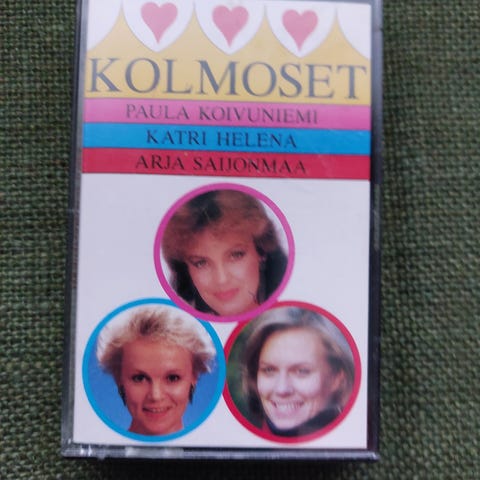 KOLMOSET
PAULA KOIVUNIEMI
KATRI HELENA
ARJA SAIJONMAA